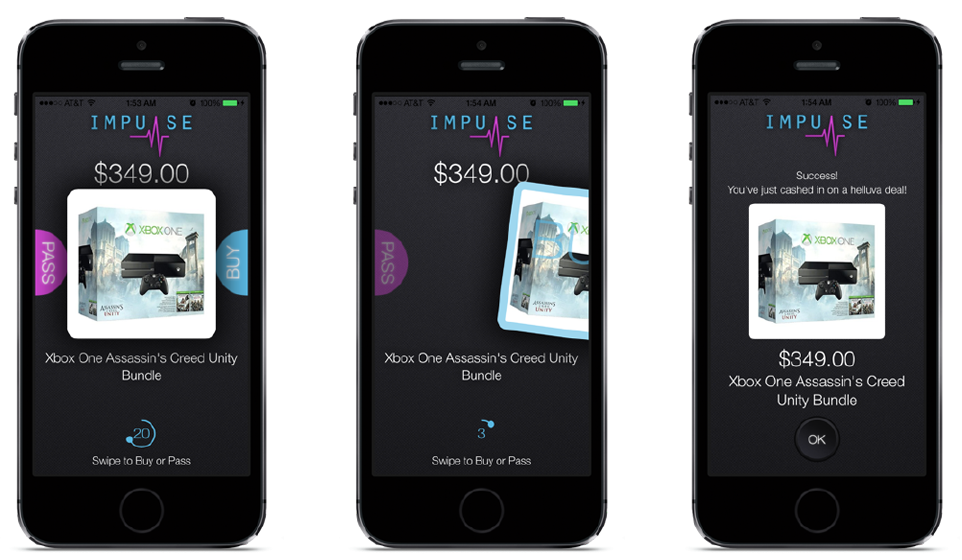 AT&T 1:53 AM 100%
IMPULSE
$349.00
XBOX ONE
ASSASSIN'S
CREED
UNITY
PASS
BUY
Xbox One Assassin's Creed Unity
Bundle
20
Swipe to Buy or Pass
AT&T 1:54 AM 100%
IMPULSE
$349.00
BU
XBOX
ASSASSIN'S
CREED
UNITY
PASS
Xbox One Assassin's Creed Unity
Bundle
3
Swipe to Buy or Pass
AT&T 1:54 AM 100%
IMPULSE
Success!
You've just cashed in on a helluva deal!
XBOX ONE
ASSASSIN'S
CREED
UNITY
$349.00
Xbox One Assassin's Creed
Unity Bundle
OK